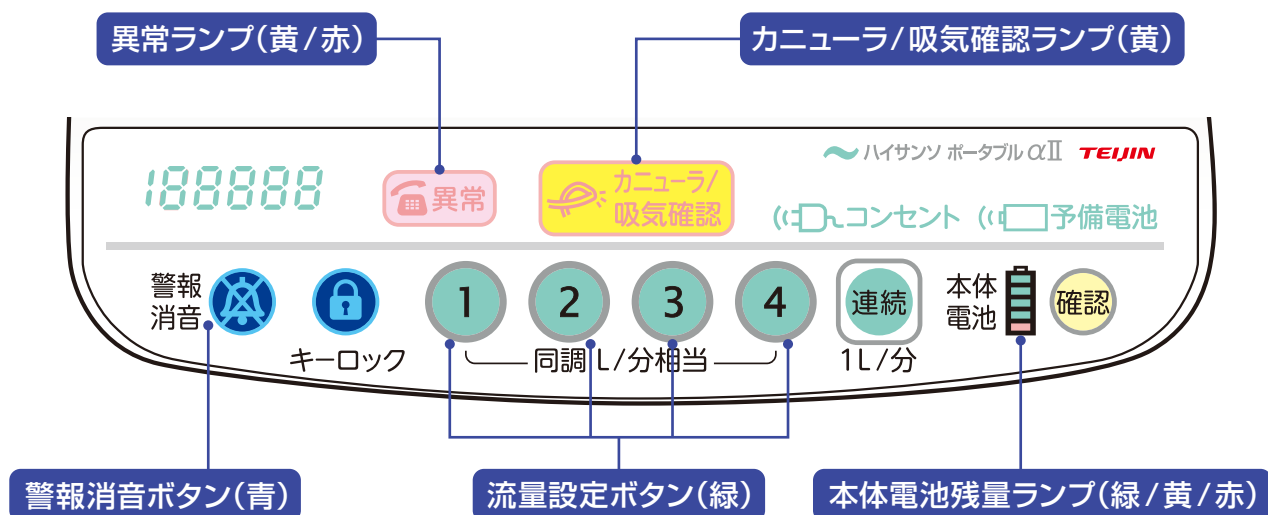 異常ランプ(黄/赤)
カニューラ/吸気確認ランプ(黄)
ハイサンソ ポータブル αⅡ TEIJIN
188888
異常
カニューラ/
吸気確認
コンセント
予備電池
警報
消音
キーロック
1
2
3
4
同調 L/分相当
連続
1L/分
本体
電池
確認
警報消音ボタン(青)
流量設定ボタン(緑)
本体電池残量ランプ(緑/黄/赤)